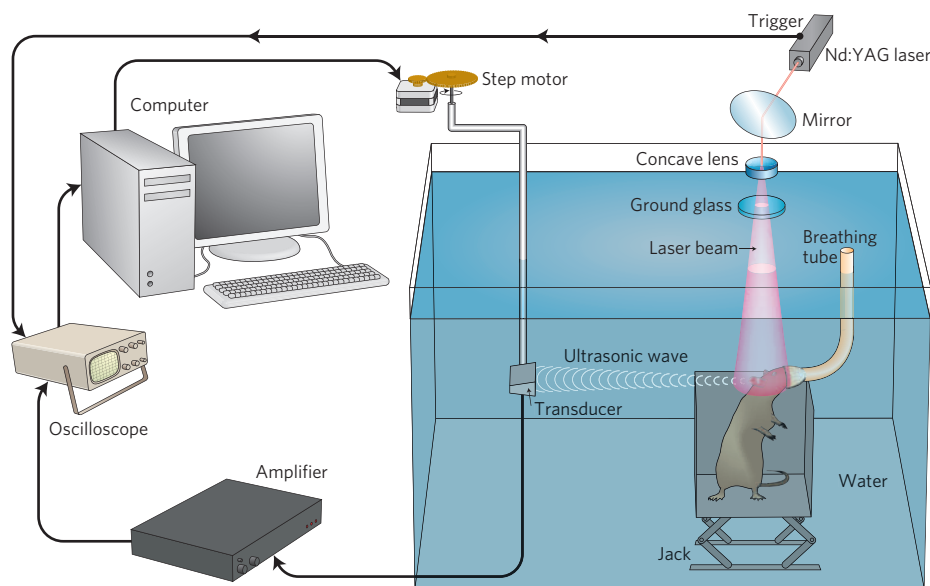 Trigger
Nd:YAG laser
Step motor
Computer
Mirror
Concave lens
Ground glass
Laser beam
Breathing
tube
Ultrasonic wave
Transducer
Oscilloscope
Amplifier
Water
Jack